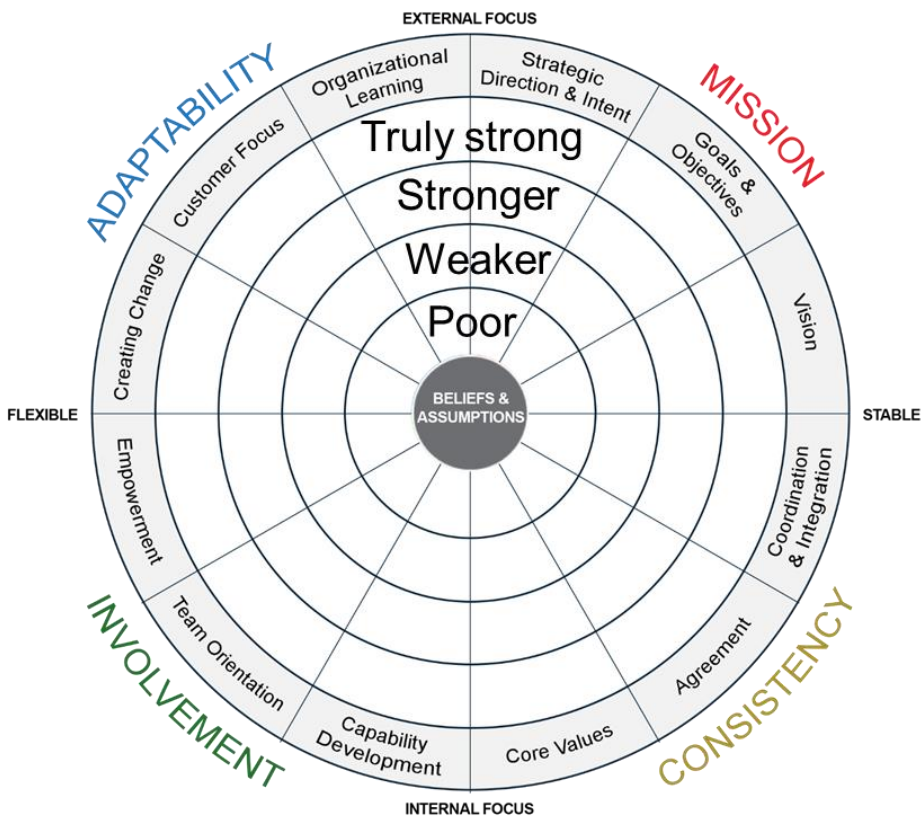 EXTERNAL FOCUS
ADAPTABILITY
MISSION
Organizational
Learning
Strategic
Direction & Intent
Customer Focus
Goals &
Objectives
Truly strong
Stronger
Weaker
Poor
Creating Change
Vision
BELIEFS &
ASSUMPTIONS
FLEXIBLE
STABLE
Empowerment
Coordination
& Integration
Team Orientation
Agreement
Capability
Development
Core Values
INVOLVEMENT
CONSISTENCY
INTERNAL FOCUS